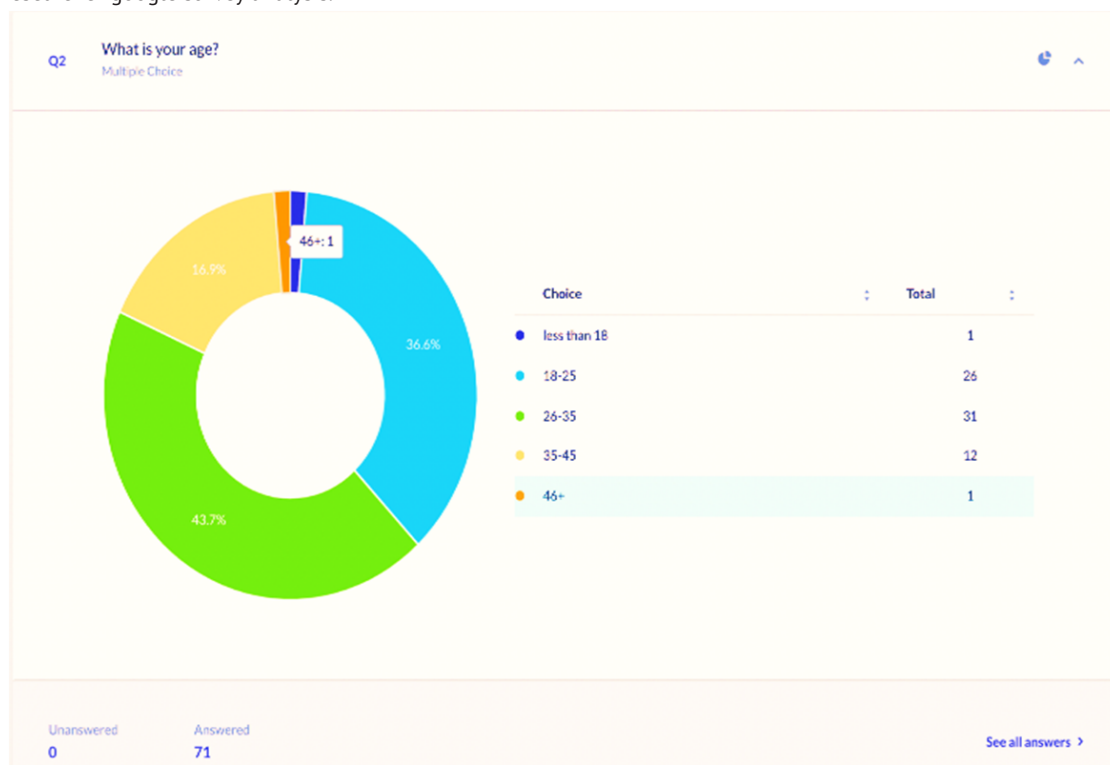 Q2
What is your age?
Multiple Choice
46+: 1
16.9%
36.6%
43.7%
Choice Total
less than 18 1
18-25 26
26-35 31
35-45 12
46+ 1
Unanswered Answered
0 71
See all answers >